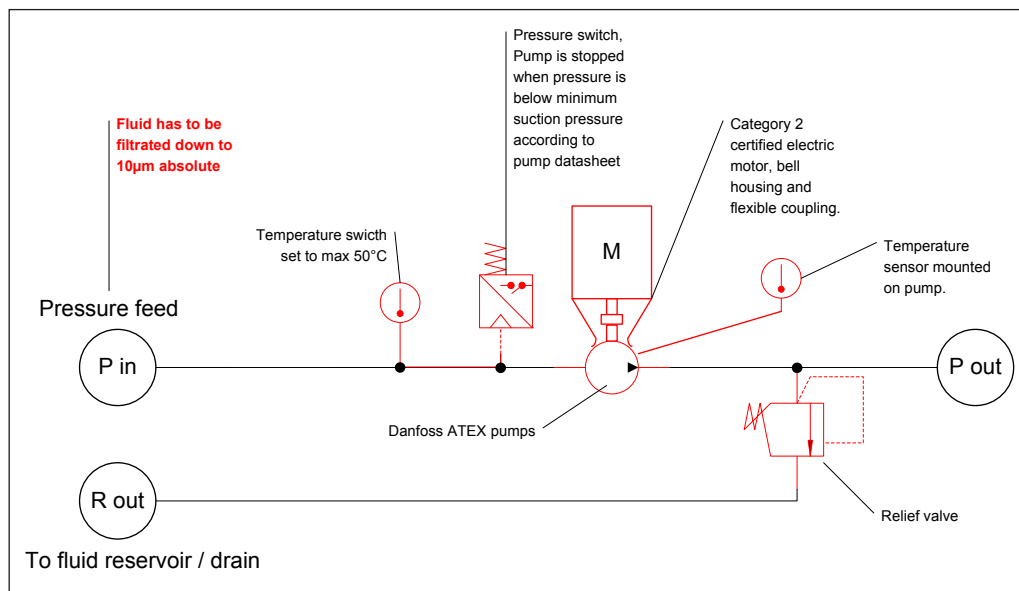 Pressure switch,
Pump is stopped
when pressure is
below minimum
suction pressure
according to
pump datasheet
Fluid has to be
filtrated down to
10µm absolute
Category 2
certified electric
motor, bell
housing and
flexible coupling.
Temperature swicth
set to max 50°C
M
Temperature
sensor mounted
on pump.
Pressure feed
P in
P out
Danfoss ATEX pumps
R out
Relief valve
To fluid reservoir / drain